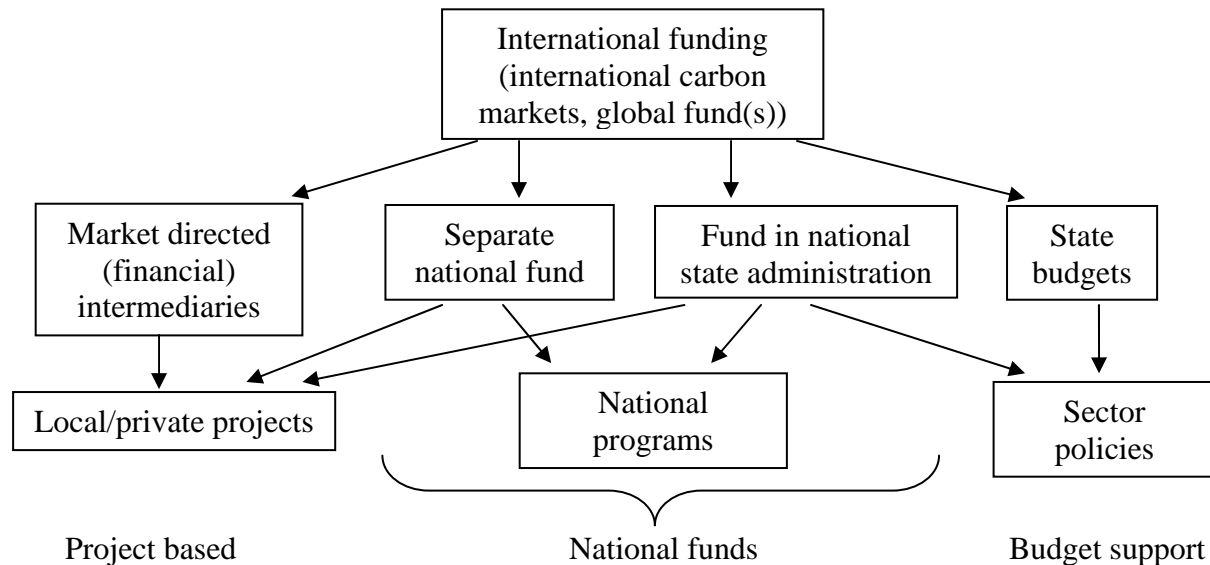 International funding
(international carbon
markets, global fund(s))
Market directed
(financial)
intermediaries
Separate
national fund
Fund in national
state administration
State
budgets
Local/private projects
National
programs
Sector
policies
Project based
National funds
Budget support